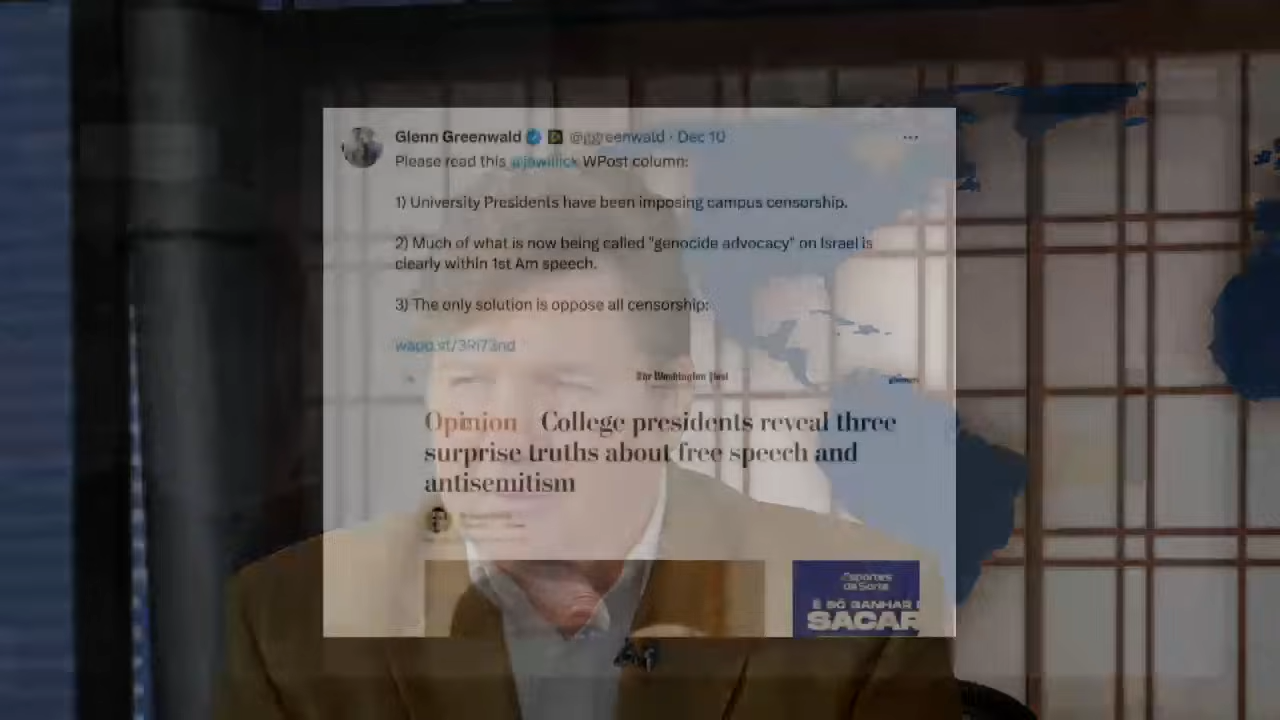 Glenn Greenwald @ggreenwald · Dec 10
Please read this @jawillick WPost column:
1) University Presidents have been imposing campus censorship.
2) Much of what is now being called "genocide advocacy" on Israel is
clearly within 1st Am speech.
3) The only solution is oppose all censorship:
The Washington Post
Opinion College presidents reveal three
surprise truths about free speech and
antisemitism
Esportes
da Sorte
É SÓ GANHAR
SACAR